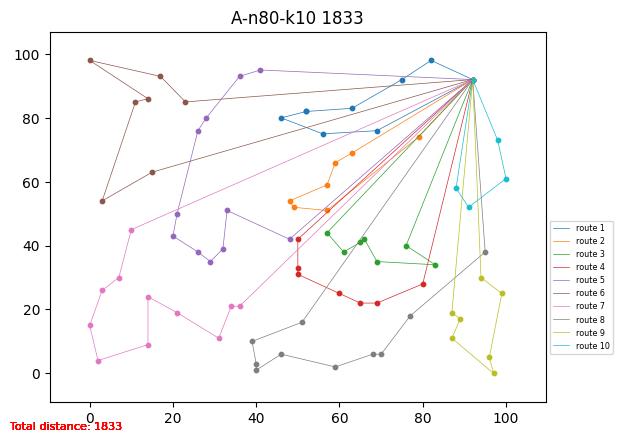 A-n80-k10 1833
100
80
60
40
20
0
0 20 40 60 80 100
route 1
route 2
route 3
route 4
route 5
route 6
route 7
route 8
route 9
route 10
Total distance: 1833